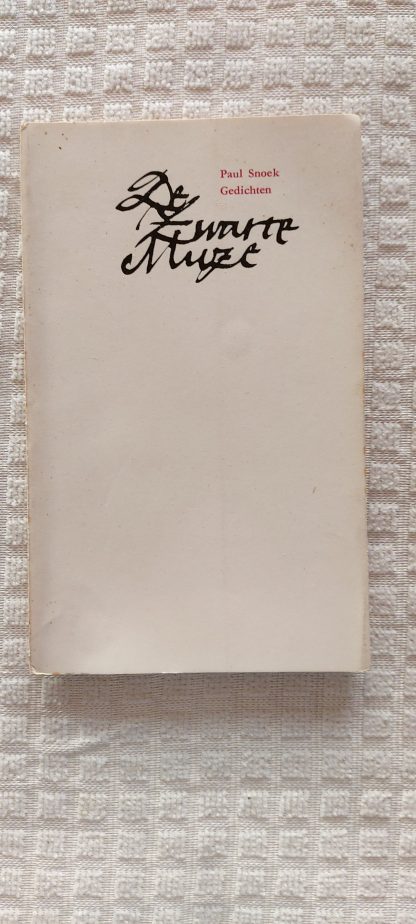 Paul Snoek
Gedichten
De
Zwarte
Muze